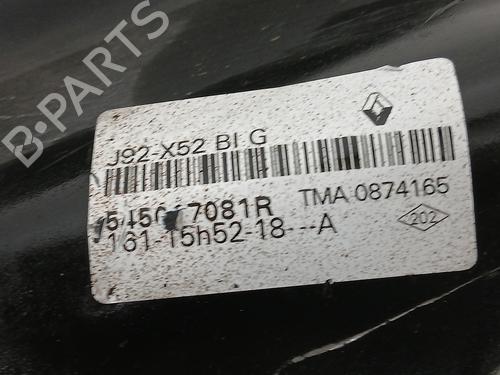 B-PARTS
J92-X52 BI G
TMA 0874165
161-15h52-18---A
202